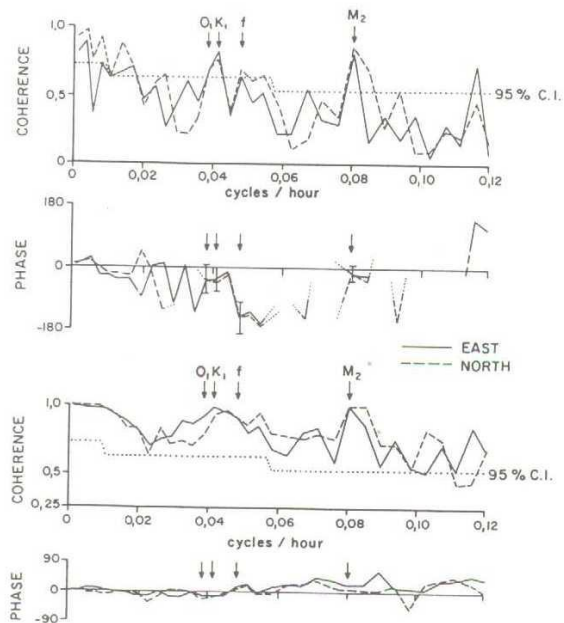 O₁ K₁ f M₂
1,0
0,5
0
COHERENCE
95 % C.I.
0 0,02 0,04 0,06 0,08 0,10 0,12
cycles / hour
180
0
-180
PHASE
EAST
NORTH
O₁ K₁ f M₂
1,0
0,5
0,25
COHERENCE
95 % C.I.
0 0,02 0,04 0,06 0,08 0,10 0,12
cycles / hour
90
0
-90
PHASE